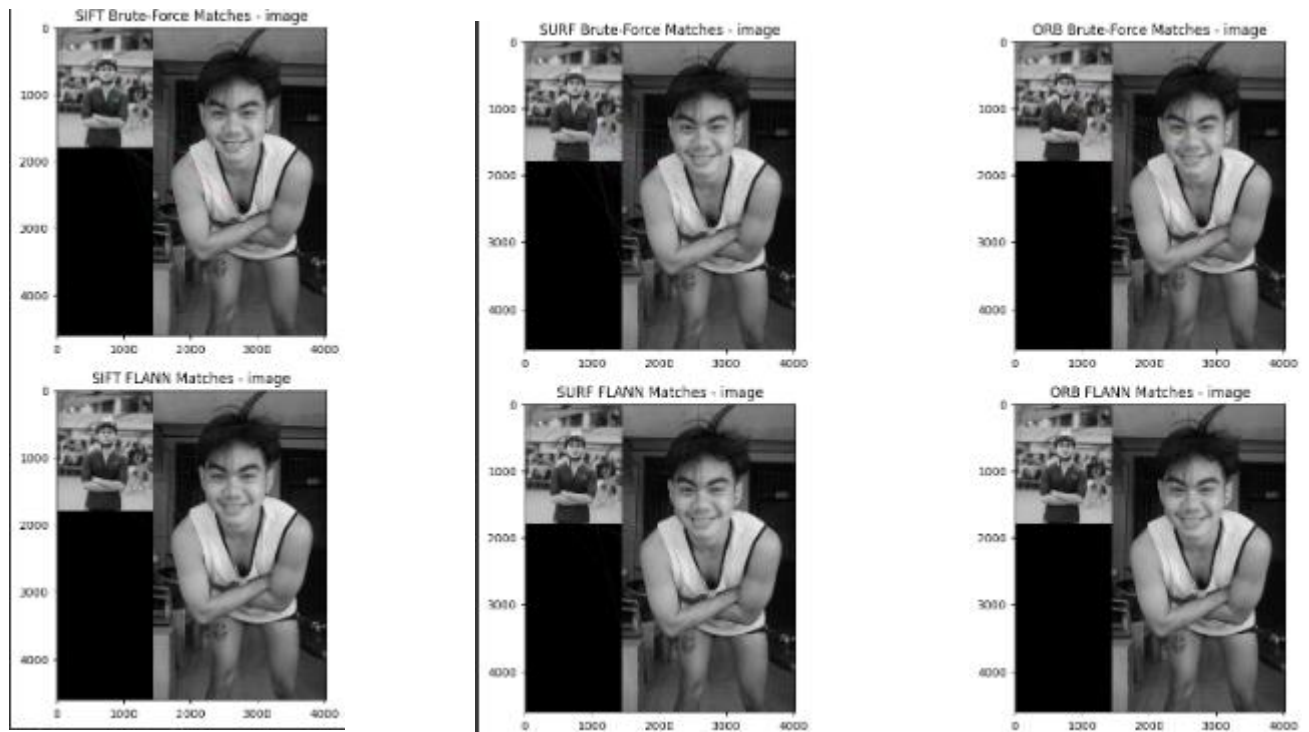 SIFT Brute-Force Matches - image
0
1000
2000
3000
4000
0 1000 2000 3000 4000
SIFT FLANN Matches - image
0
1000
2000
3000
4000
0 1000 2000 3000 4000
SURF Brute-Force Matches - image
0
1000
2000
3000
4000
0 1000 2000 3000 4000
SURF FLANN Matches - image
0
1000
2000
3000
4000
0 1000 2000 3000 4000
ORB Brute-Force Matches - image
0
1000
2000
3000
4000
0 1000 2000 3000 4000
ORB FLANN Matches - image
0
1000
2000
3000
4000
0 1000 2000 3000 4000